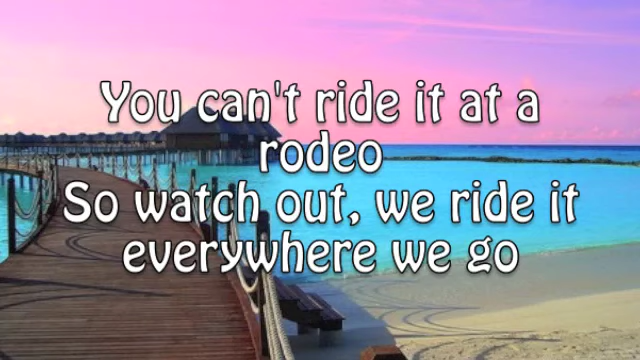 You can't ride it at a
rodeo
So watch out, we ride it
everywhere we go